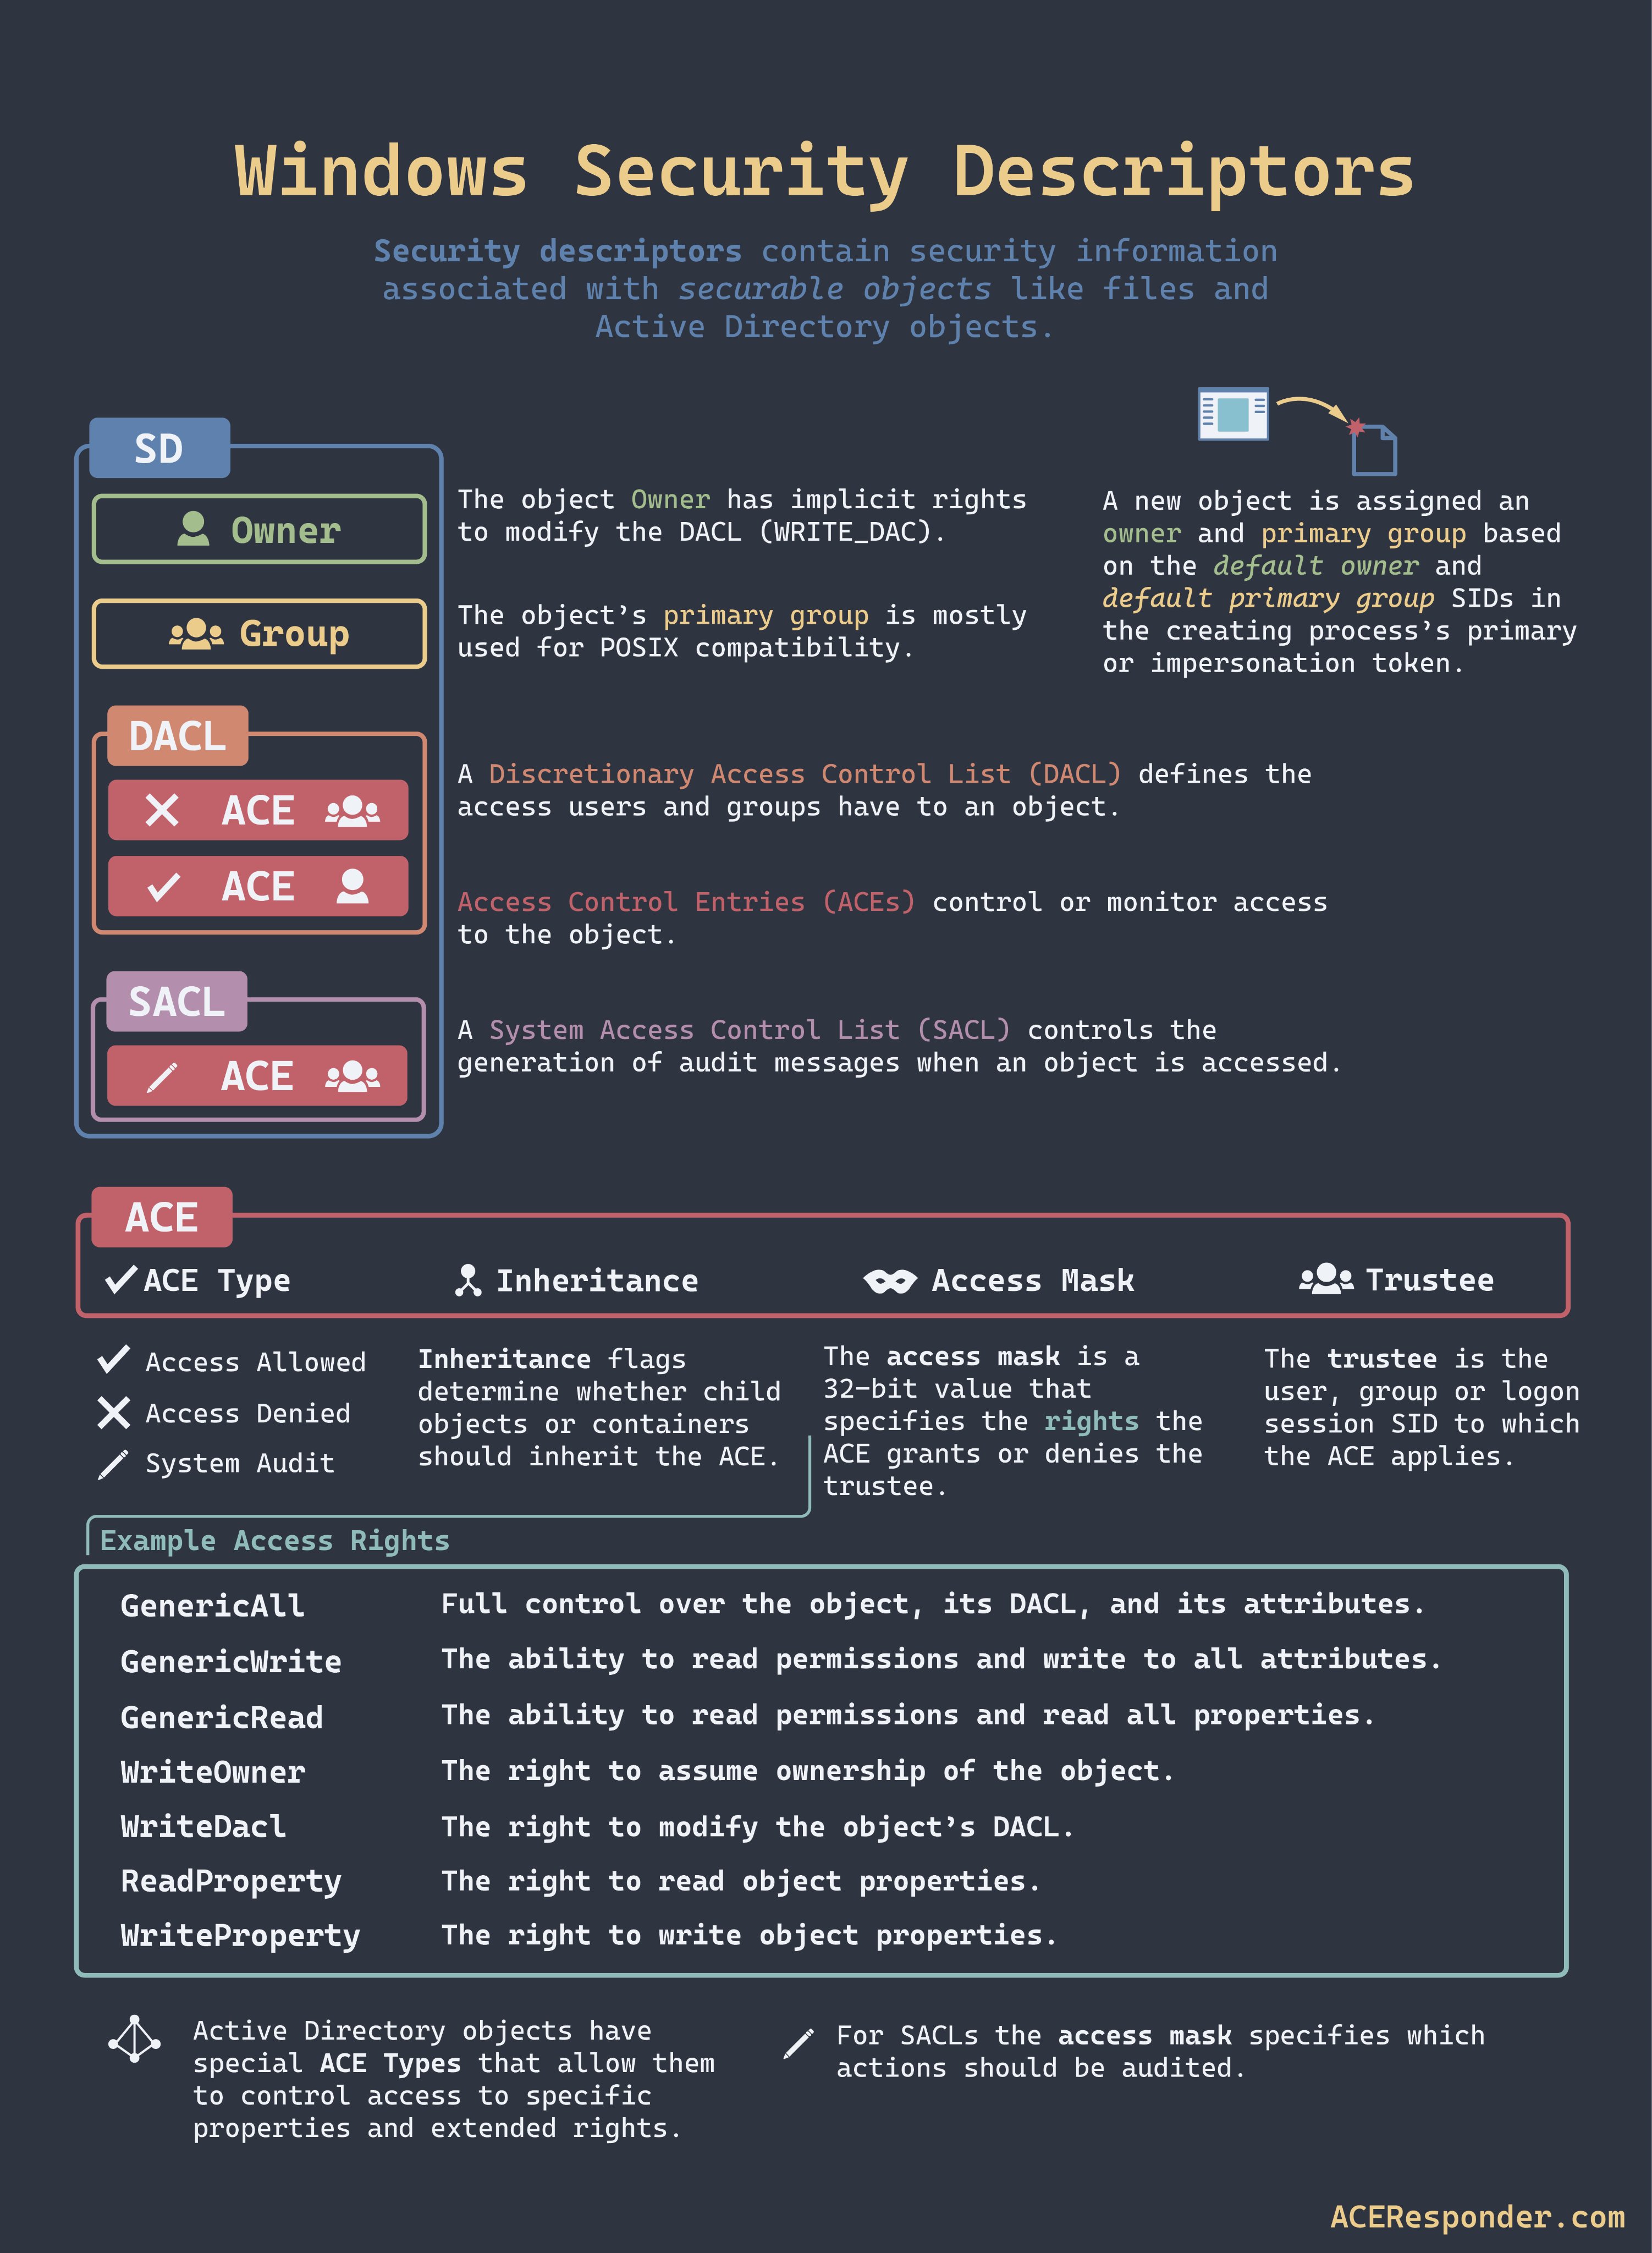 Windows Security Descriptors
Security descriptors contain security information
associated with securable objects like files and
Active Directory objects.
SD
Owner
The object Owner has implicit rights
to modify the DACL (WRITE_DAC).
Group
The object’s primary group is mostly
used for POSIX compatibility.
A new object is assigned an
owner and primary group based
on the default owner and
default primary group SIDs in
the creating process’s primary
or impersonation token.
DACL
ACE
ACE
A Discretionary Access Control List (DACL) defines the
access users and groups have to an object.
Access Control Entries (ACEs) control or monitor access
to the object.
SACL
ACE
A System Access Control List (SACL) controls the
generation of audit messages when an object is accessed.
ACE
ACE Type
Inheritance
Access Mask
Trustee
Access Allowed
Access Denied
System Audit
Inheritance flags
determine whether child
objects or containers
should inherit the ACE.
The access mask is a
32-bit value that
specifies the rights the
ACE grants or denies the
trustee.
The trustee is the
user, group or logon
session SID to which
the ACE applies.
Example Access Rights
GenericAll Full control over the object, its DACL, and its attributes.
GenericWrite The ability to read permissions and write to all attributes.
GenericRead The ability to read permissions and read all properties.
WriteOwner The right to assume ownership of the object.
WriteDacl The right to modify the object’s DACL.
ReadProperty The right to read object properties.
WriteProperty The right to write object properties.
Active Directory objects have
special ACE Types that allow them
to control access to specific
properties and extended rights.
For SACLs the access mask specifies which
actions should be audited.
ACEResponder.com